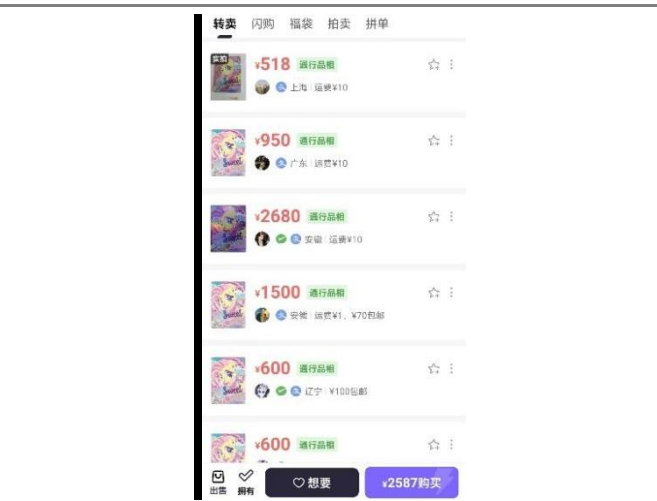 转卖 闪购 福袋 拍卖 拼单
¥518 通行品相
上海 运费¥10
¥950 通行品相
广东 运费¥10
¥2680 通行品相
安徽 运费¥10
¥1500 通行品相
安徽 运费¥1，¥70包邮
¥600 通行品相
辽宁 ¥100包邮
¥600 通行品相
出售 拥有 想要 ¥2587购买